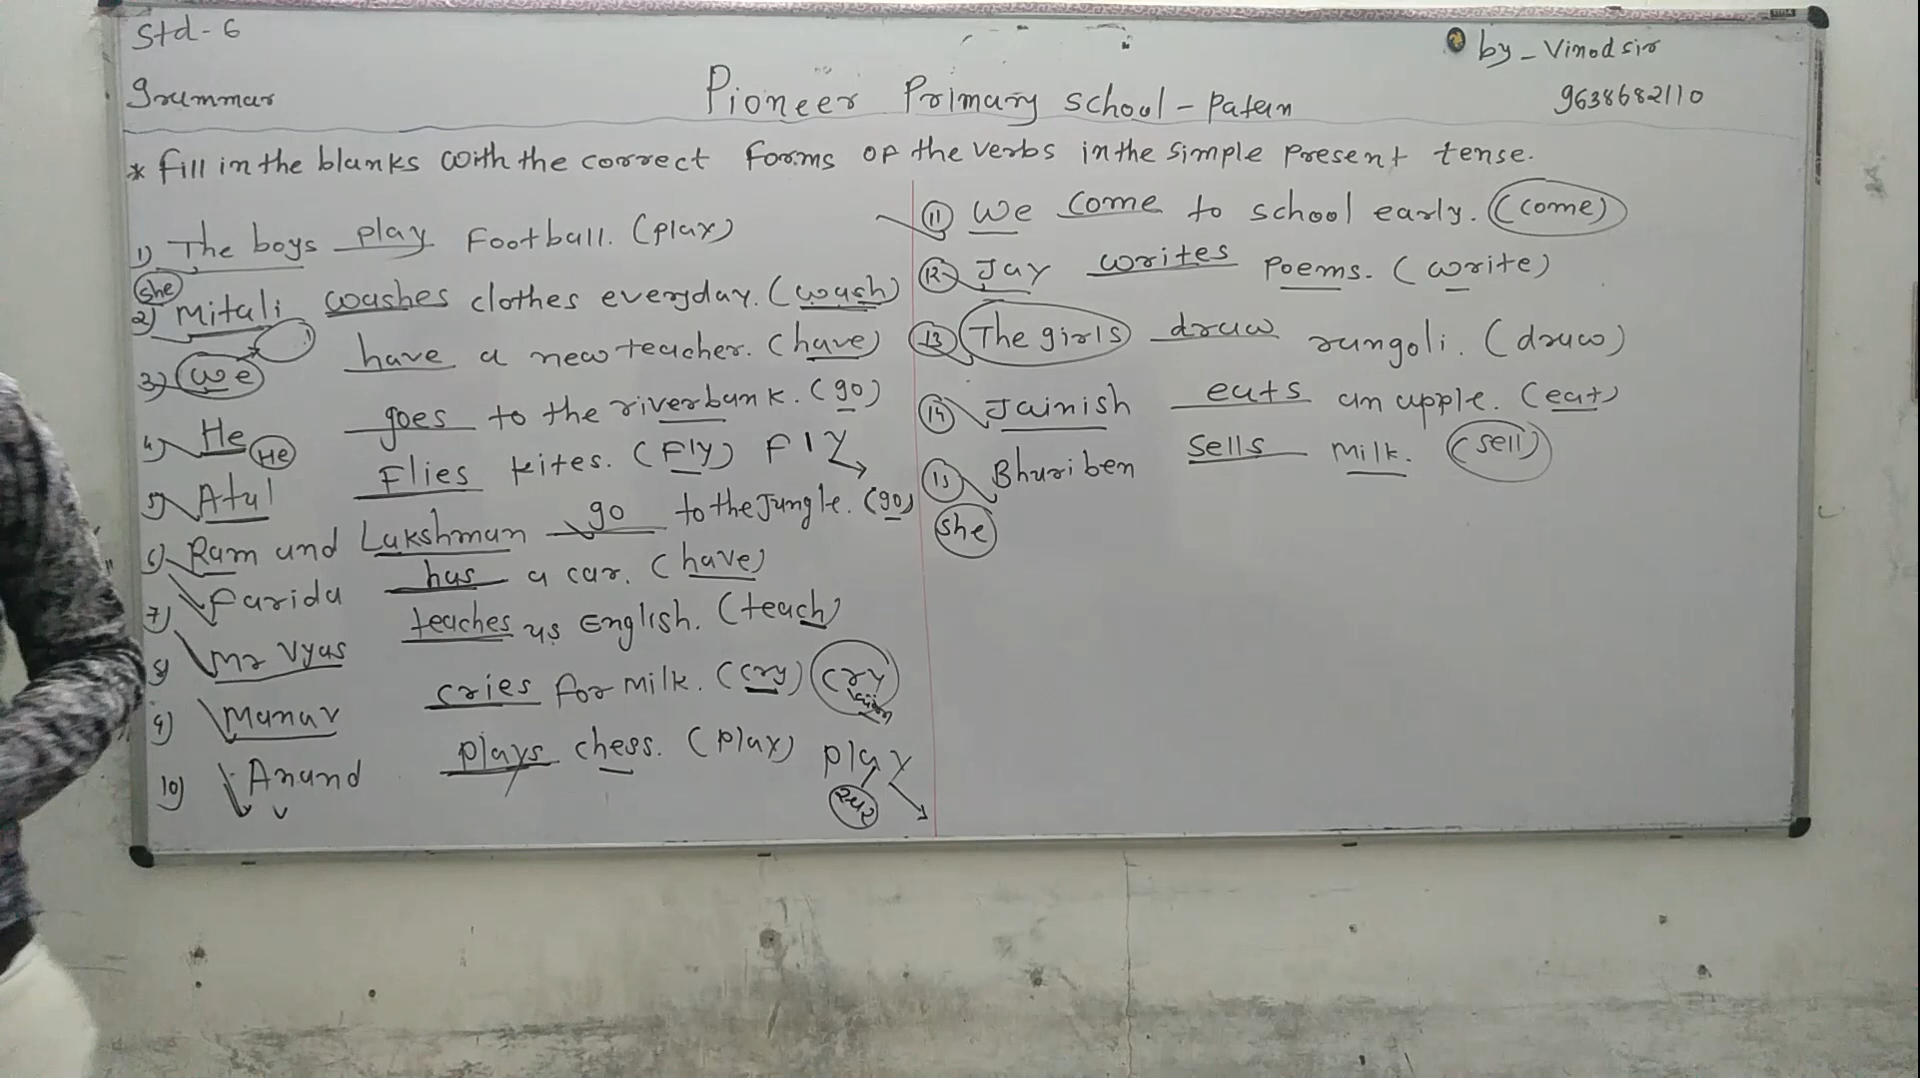 Std-6
by - Vinod sir
Grammar
Pioneer Primary school - patan
9638682110
* Fill in the blanks with the correct forms of the verbs in the simple present tense.
1) The boys play Football. (play)
She
2) Mitali washes clothes everyday. (wash)
3) We have a new teacher. (have)
4) He goes to the riverbank. (go)
He
5) Atul Flies kites. (Fly) Fly
6) Ram and Lakshman go to the Jungle. (go)
7) Farida has a car. (have)
8) Mr Vyas teaches us English. (teach)
9) Manav cries for milk. (cry) cry
10) Anand plays chess. (play) play
11 We come to school early. (come)
12 Jay writes Poems. (write)
13 The girls draw rangoli. (draw)
14 Jainish eats an apple. (eat)
15 Bhuriben sells milk. (sell)
She